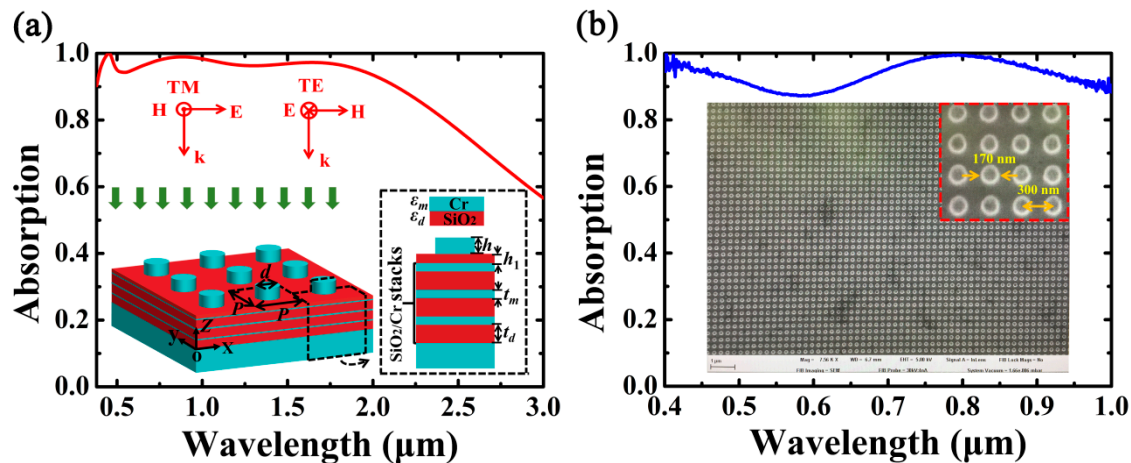 (a)
1.0
0.8
0.6
0.4
0.2
0.0
Absorption
0.5 1.0 1.5 2.0 2.5 3.0
Wavelength (μm)
TM
H E
k
TE
E H
k
εm Cr
εd SiO2
h
h1
tm
td
SiO2/Cr stacks
d
P P
Z
y
o x
(b)
1.0
0.8
0.6
0.4
0.2
0.0
Absorption
0.4 0.5 0.6 0.7 0.8 0.9 1.0
Wavelength (μm)
170 nm
300 nm
1 μm